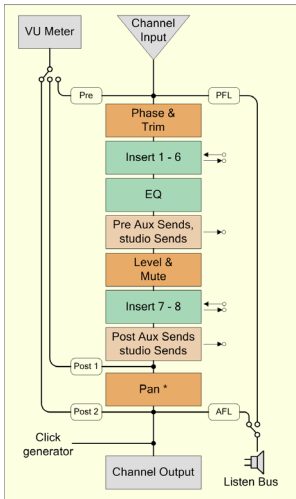 VU Meter
Channel
Input
Pre
PFL
Phase &
Trim
Insert 1 - 6
EQ
Pre Aux Sends,
studio Sends
Level &
Mute
Insert 7 - 8
Post Aux Sends
studio Sends
Post 1
Pan *
Post 2
AFL
Click
generator
Channel Output
Listen Bus